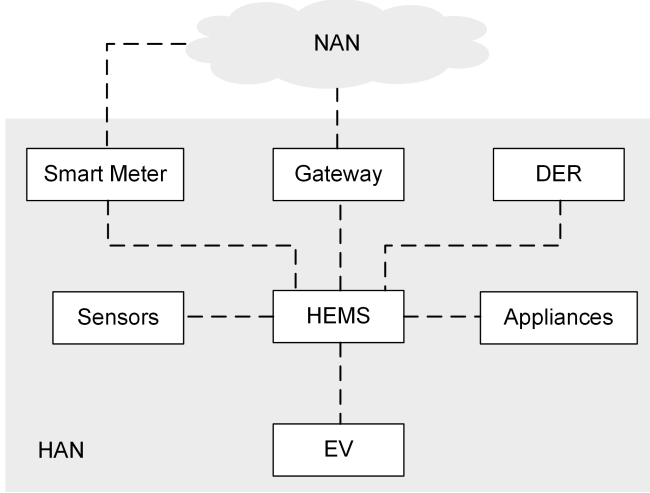 NAN
Smart Meter
Gateway
DER
Sensors
HEMS
Appliances
HAN
EV